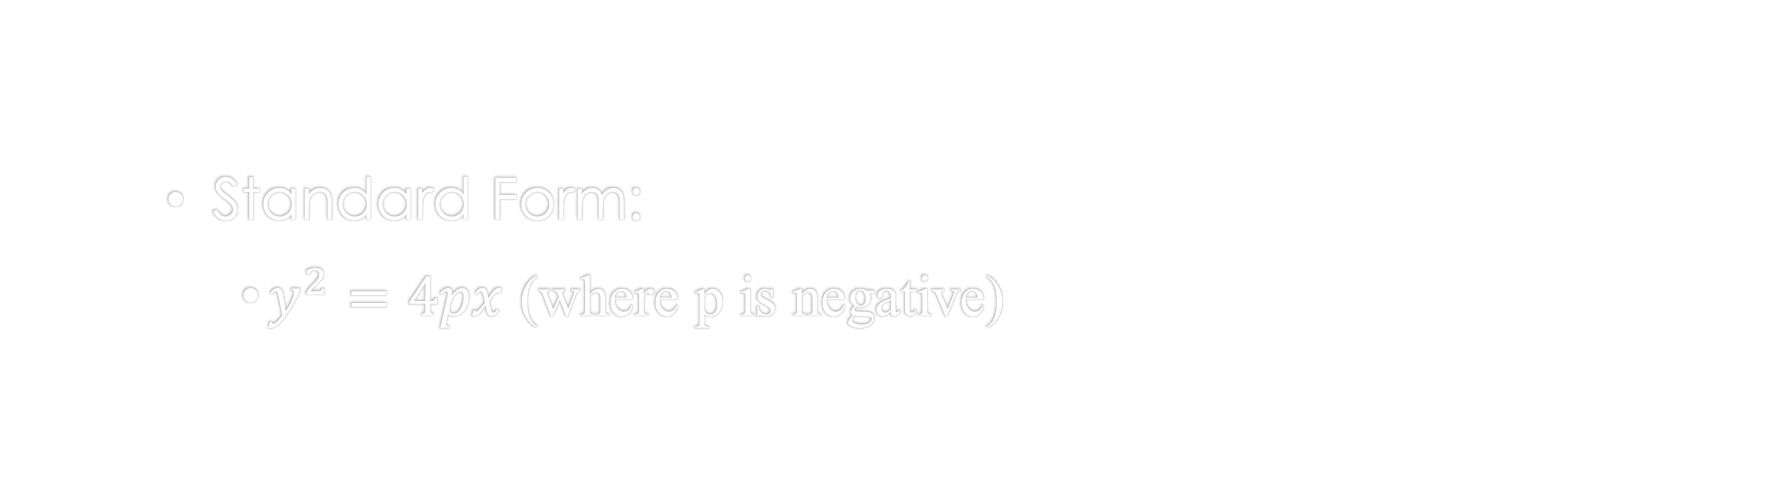 • Standard Form:
• y² = 4px (where p is negative)